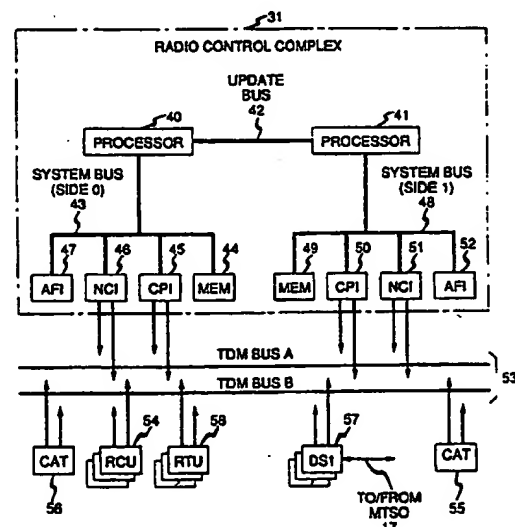 31
RADIO CONTROL COMPLEX
UPDATE
BUS
40
42
41
PROCESSOR
PROCESSOR
SYSTEM BUS
(SIDE 0)
43
SYSTEM BUS
(SIDE 1)
48
47
46
45
44
49
50
51
52
AFI
NCI
CPI
MEM
MEM
CPI
NCI
AFI
TDM BUS A
53
TDM BUS B
54
58
57
CAT
RCU
RTU
DS1
CAT
56
TO/FROM
MTSO
17
55